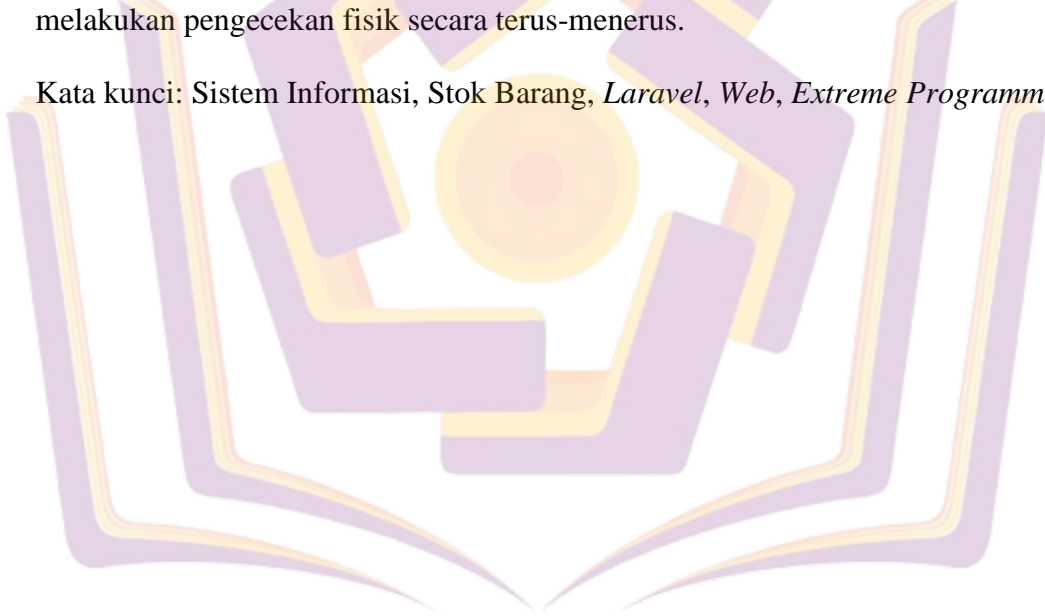 melakukan pengecekan fisik secara terus-menerus.
Kata kunci: Sistem Informasi, Stok Barang, Laravel, Web, Extreme Programm